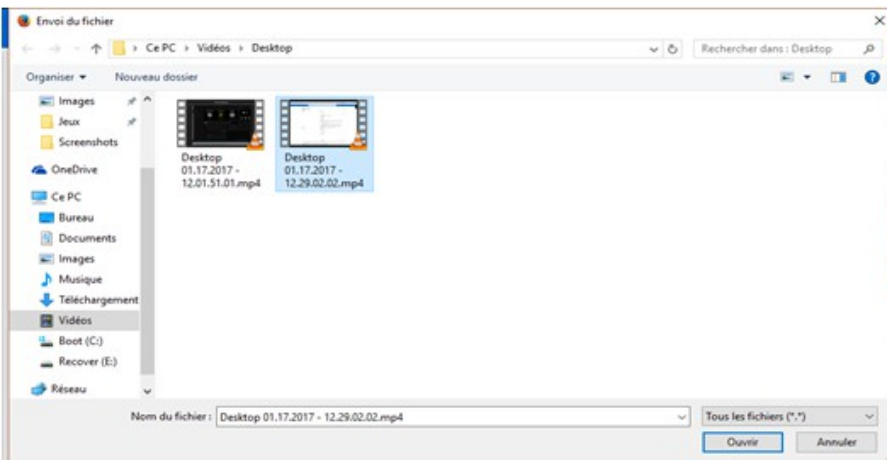 Envoi du fichier
Ce PC > Vidéos > Desktop
Rechercher dans : Desktop
Organiser
Nouveau dossier
Images
Jeux
Screenshots
OneDrive
Ce PC
Bureau
Documents
Images
Musique
Téléchargement
Vidéos
Boot (C:)
Recover (E:)
Réseau
Desktop
01.17.2017 -
12.01.51.01.mp4
Desktop
01.17.2017 -
12.29.02.02.mp4
Nom du fichier :
Desktop 01.17.2017 - 12.29.02.02.mp4
Tous les fichiers (*.*)
Ouvrir
Annuler